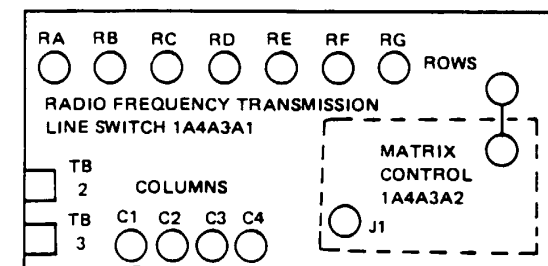 RA RB RC RD RE RF RG ROWS
RADIO FREQUENCY TRANSMISSION
LINE SWITCH 1A4A3A1
MATRIX
CONTROL
1A4A3A2
J1
TB
2
COLUMNS
TB
3
C1 C2 C3 C4